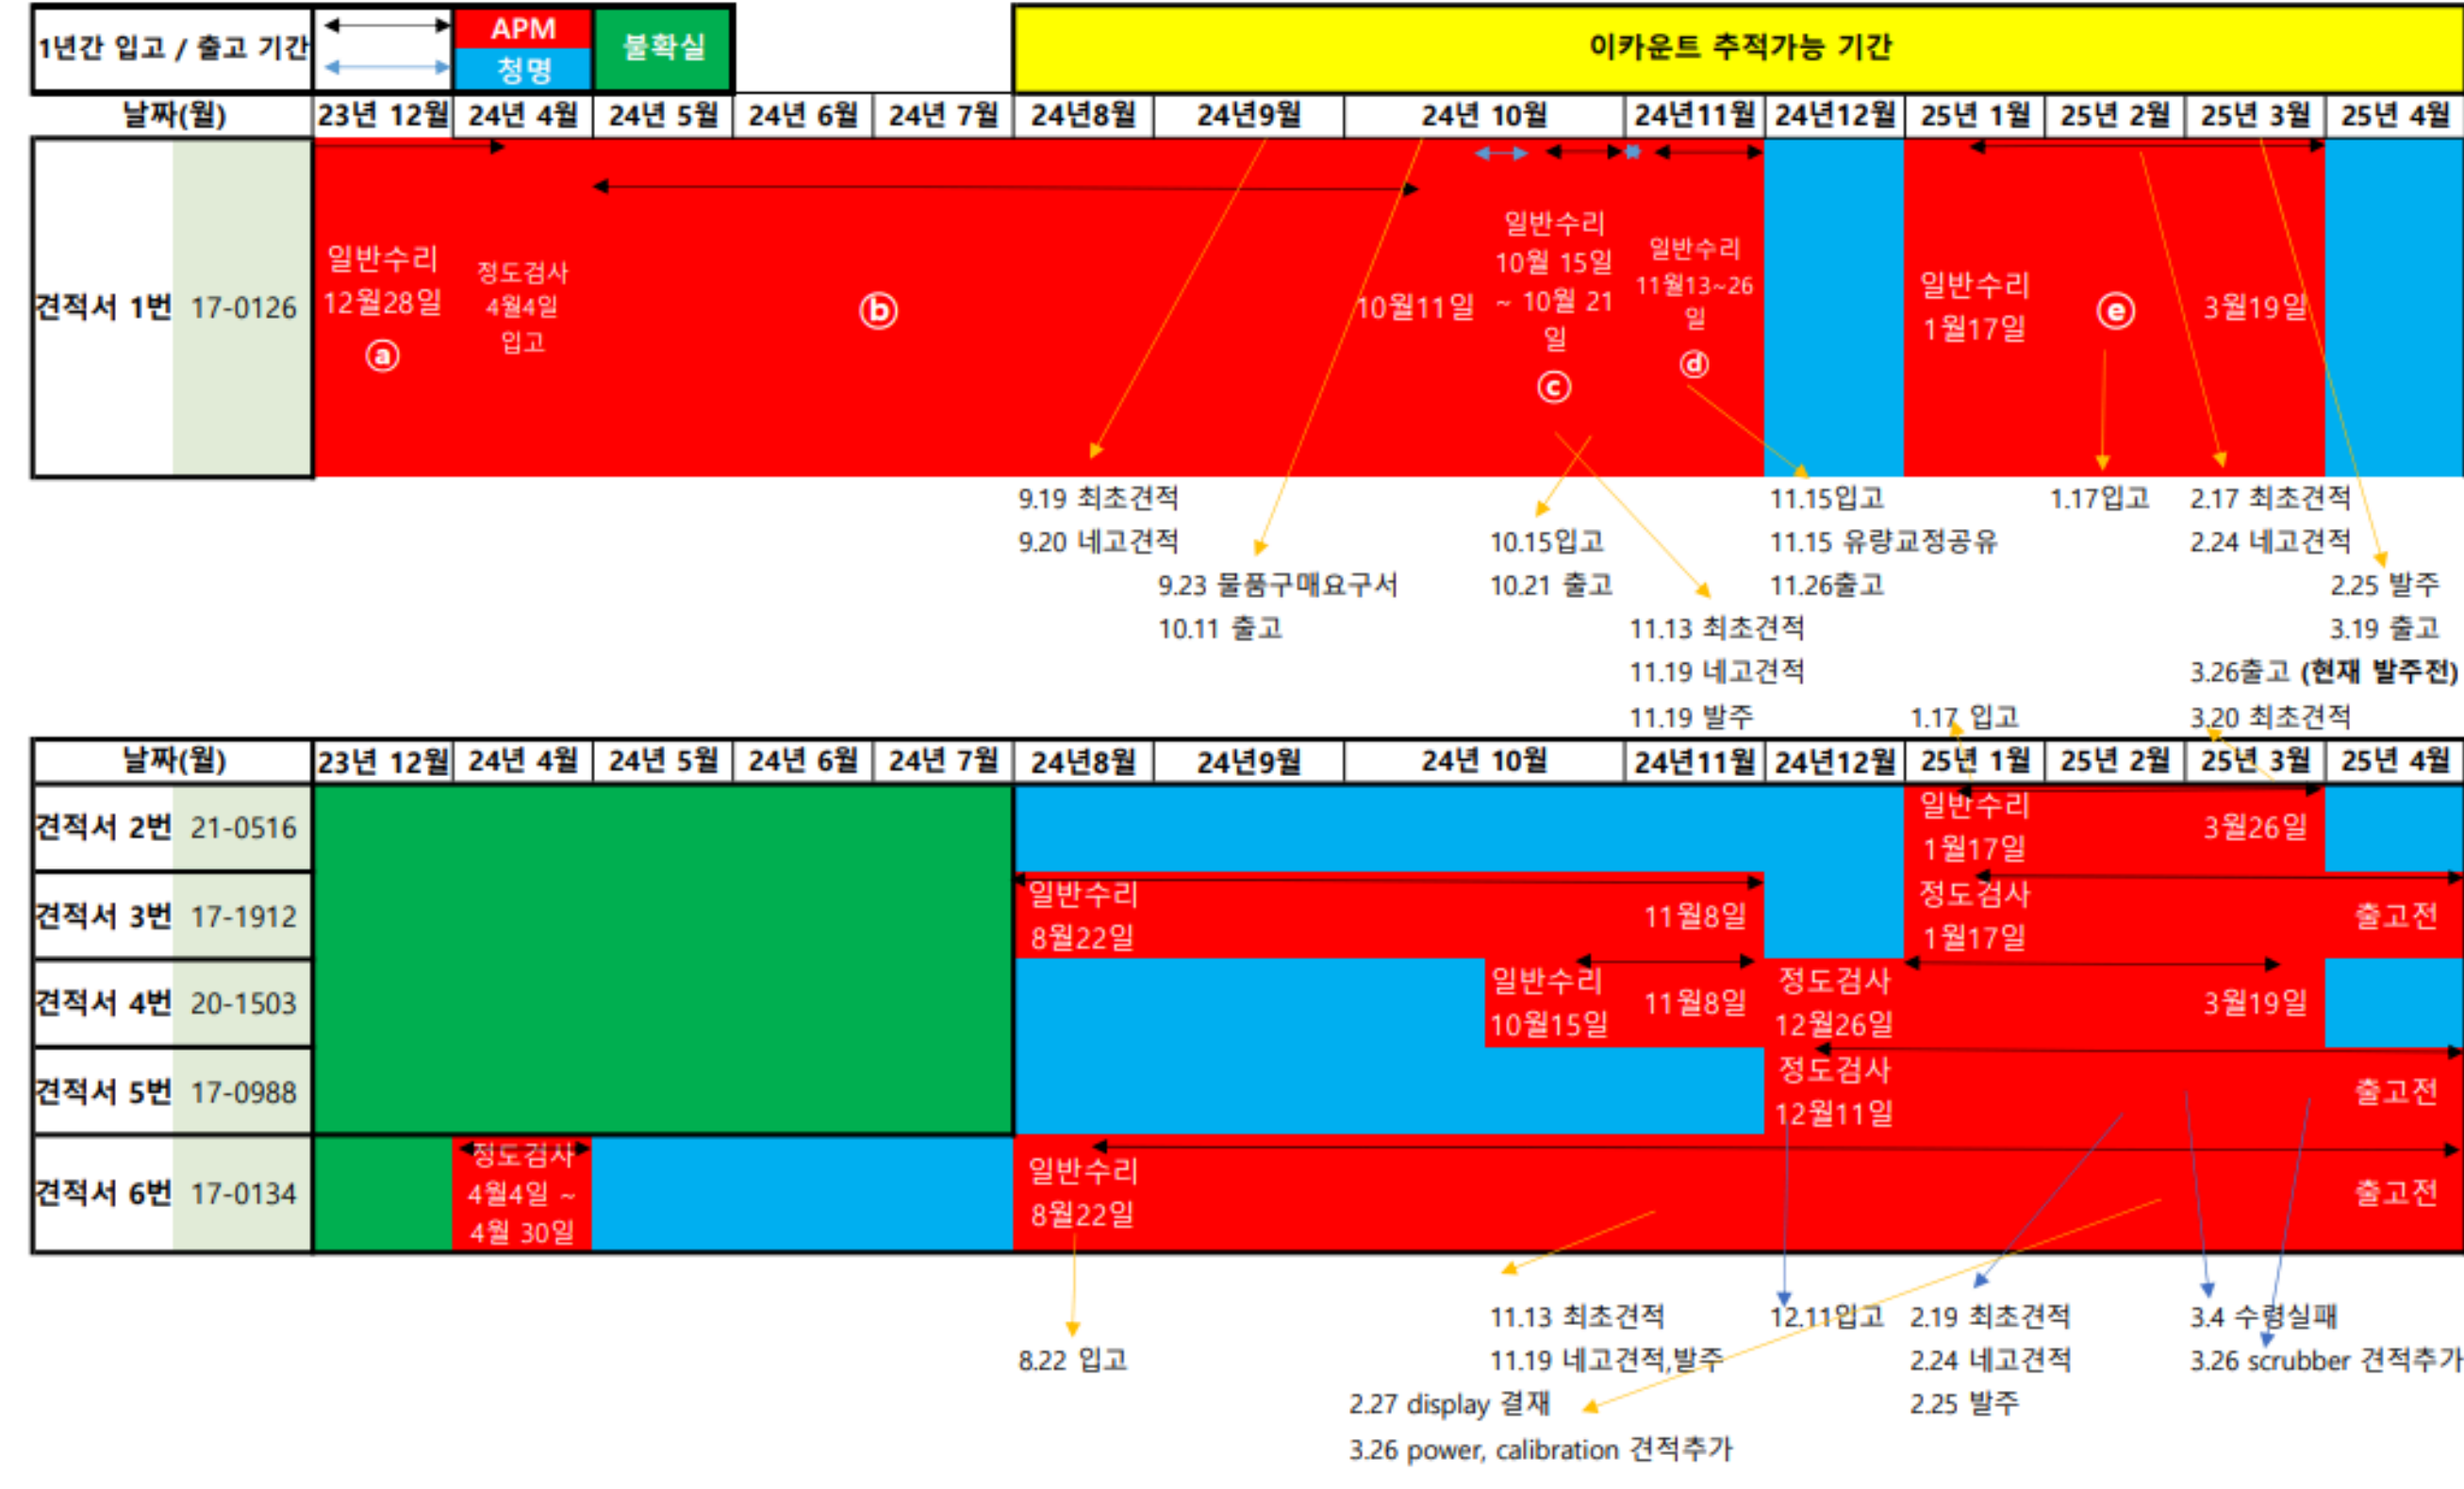 1년간 입고 / 출고 기간
APM
청명
불확실
이카운트 추적가능 기간
날짜(월) 23년 12월 24년 4월 24년 5월 24년 6월 24년 7월 24년8월 24년9월 24년 10월 24년11월 24년12월 25년 1월 25년 2월 25년 3월 25년 4월
견적서 1번 17-0126
일반수리
12월28일
ⓐ
정도검사
4월4일
입고
ⓑ
10월11일
일반수리
10월 15일
~ 10월 21
일
ⓒ
일반수리
11월13~26
일
ⓓ
일반수리
1월17일
ⓔ
3월19일
9.19 최초견적
9.20 네고견적
9.23 물품구매요구서
10.11 출고
10.15입고
10.21 출고
11.13 최초견적
11.19 네고견적
11.19 발주
11.15입고
11.15 유량교정공유
11.26출고
1.17입고
2.17 최초견적
2.24 네고견적
2.25 발주
3.19 출고
3.26출고 (현재 발주전)
1.17 입고
3.20 최초견적
날짜(월) 23년 12월 24년 4월 24년 5월 24년 6월 24년 7월 24년8월 24년9월 24년 10월 24년11월 24년12월 25년 1월 25년 2월 25년 3월 25년 4월
견적서 2번 21-0516
일반수리
1월17일
3월26일
견적서 3번 17-1912
일반수리
8월22일
11월8일
정도검사
1월17일
출고전
견적서 4번 20-1503
일반수리
10월15일
11월8일
정도검사
12월26일
3월19일
견적서 5번 17-0988
정도검사
12월11일
출고전
견적서 6번 17-0134
정도검사
4월4일 ~
4월 30일
일반수리
8월22일
출고전
8.22 입고
11.13 최초견적
11.19 네고견적,발주
2.27 display 결재
3.26 power, calibration 견적추가
12.11입고
2.19 최초견적
2.24 네고견적
2.25 발주
3.4 수령실패
3.26 scrubber 견적추가